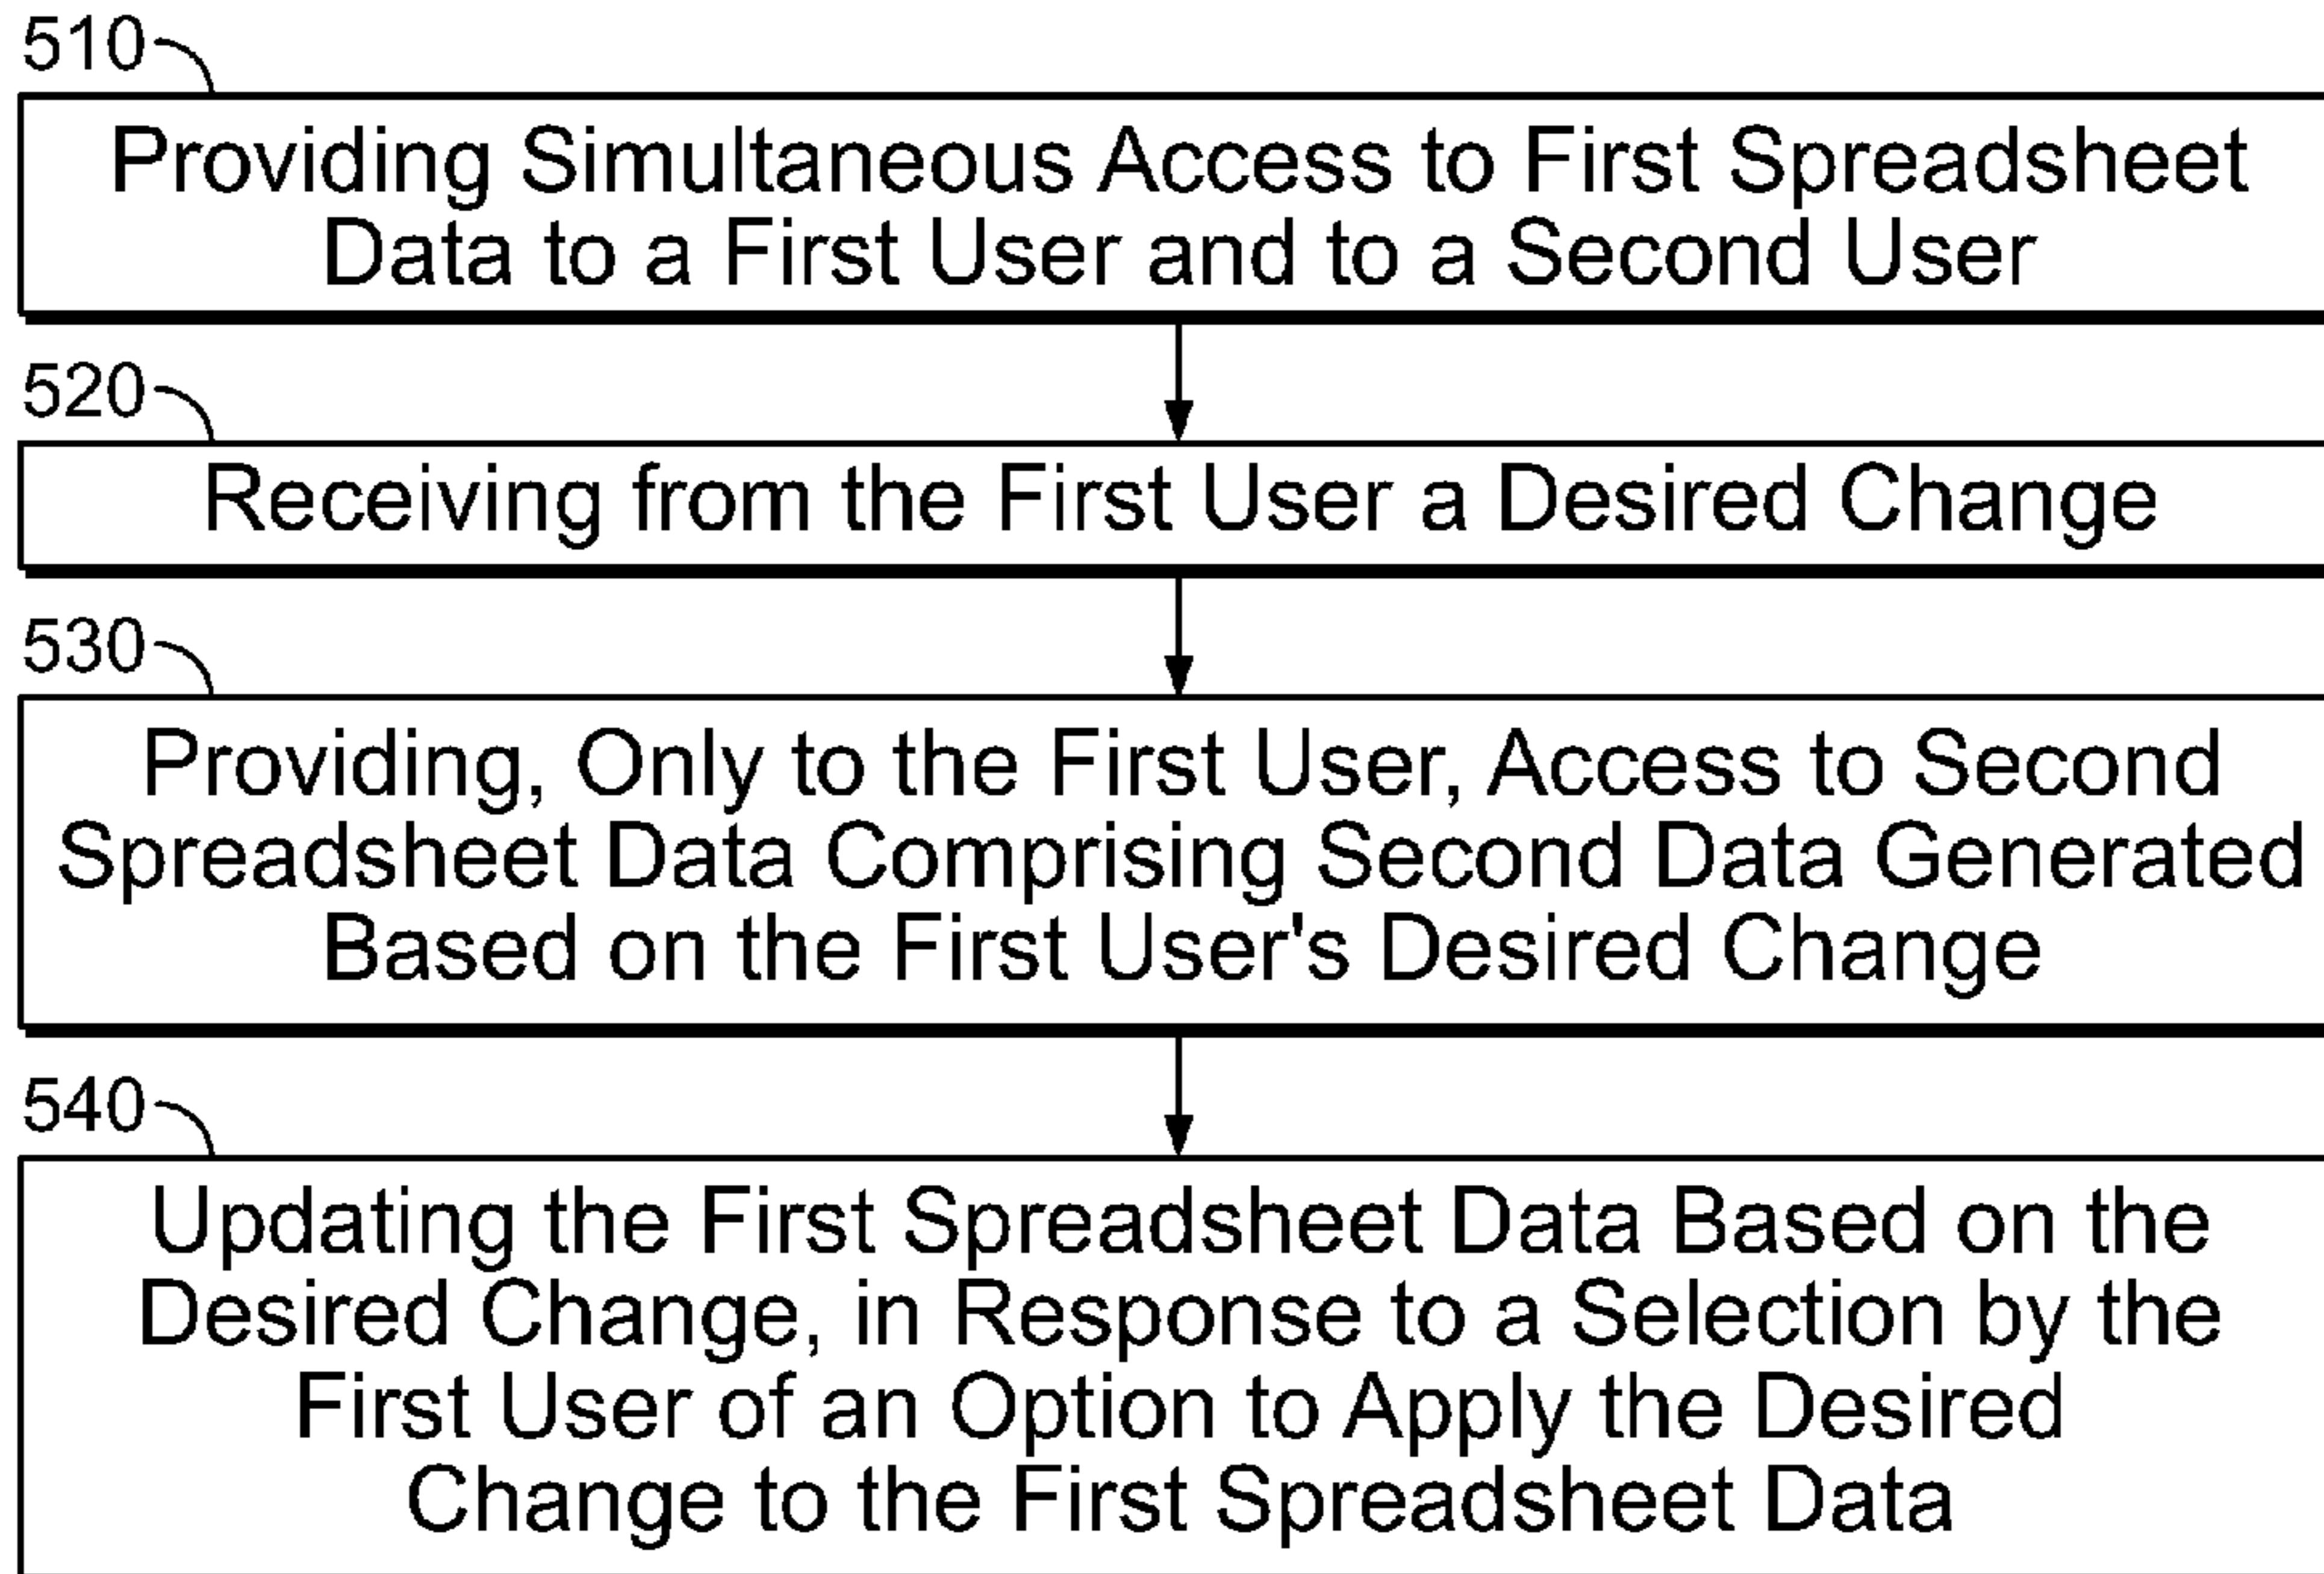 510
Providing Simultaneous Access to First Spreadsheet
Data to a First User and to a Second User
520
Receiving from the First User a Desired Change
530
Providing, Only to the First User, Access to Second
Spreadsheet Data Comprising Second Data Generated
Based on the First User's Desired Change
540
Updating the First Spreadsheet Data Based on the
Desired Change, in Response to a Selection by the
First User of an Option to Apply the Desired
Change to the First Spreadsheet Data